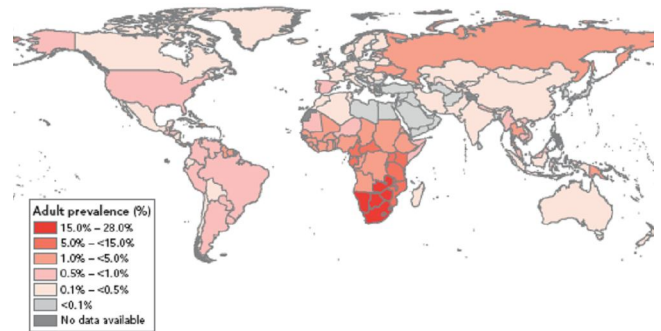 Adult prevalence (%)
15.0% – 28.0%
5.0% – <15.0%
1.0% – <5.0%
0.5% – <1.0%
0.1% – <0.5%
<0.1%
No data available